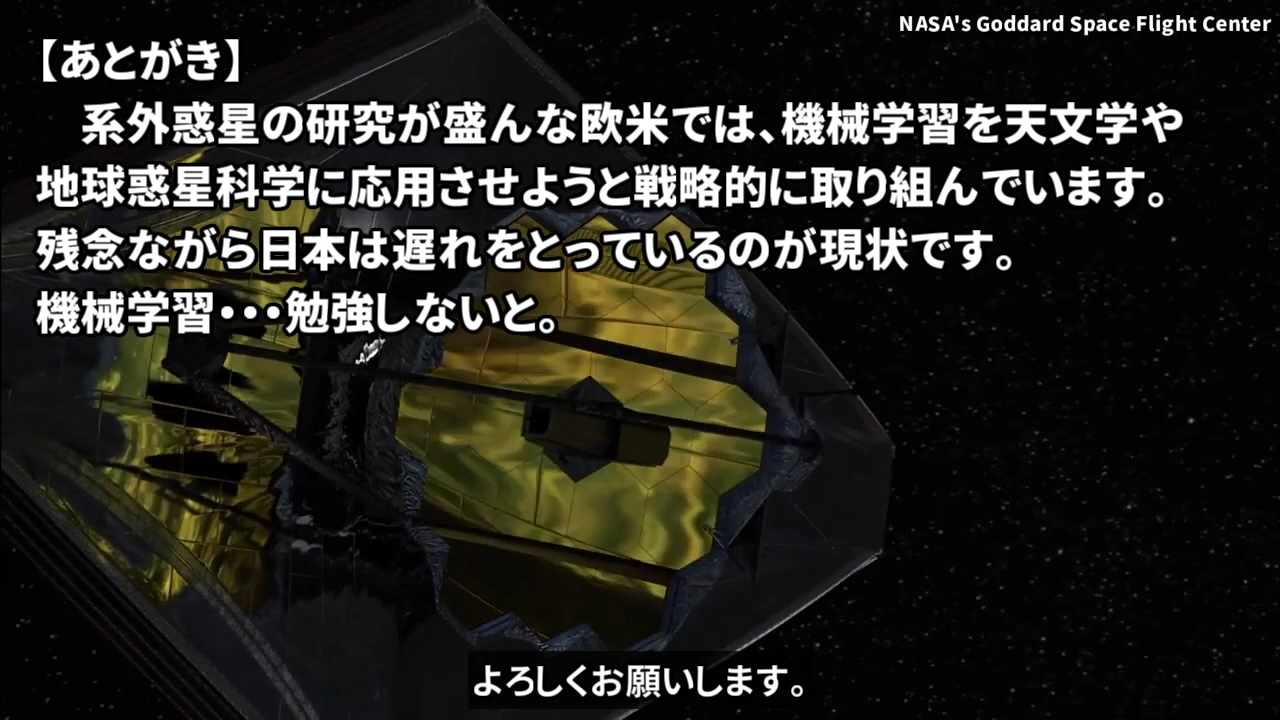 NASA's Goddard Space Flight Center
【あとがき】
系外惑星の研究が盛んな欧米では、機械学習を天文学や
地球惑星科学に応用させようと戦略的に取り組んでいます。
残念ながら日本は遅れをとっているのが現状です。
機械学習・・・勉強しないと。
よろしくお願いします。